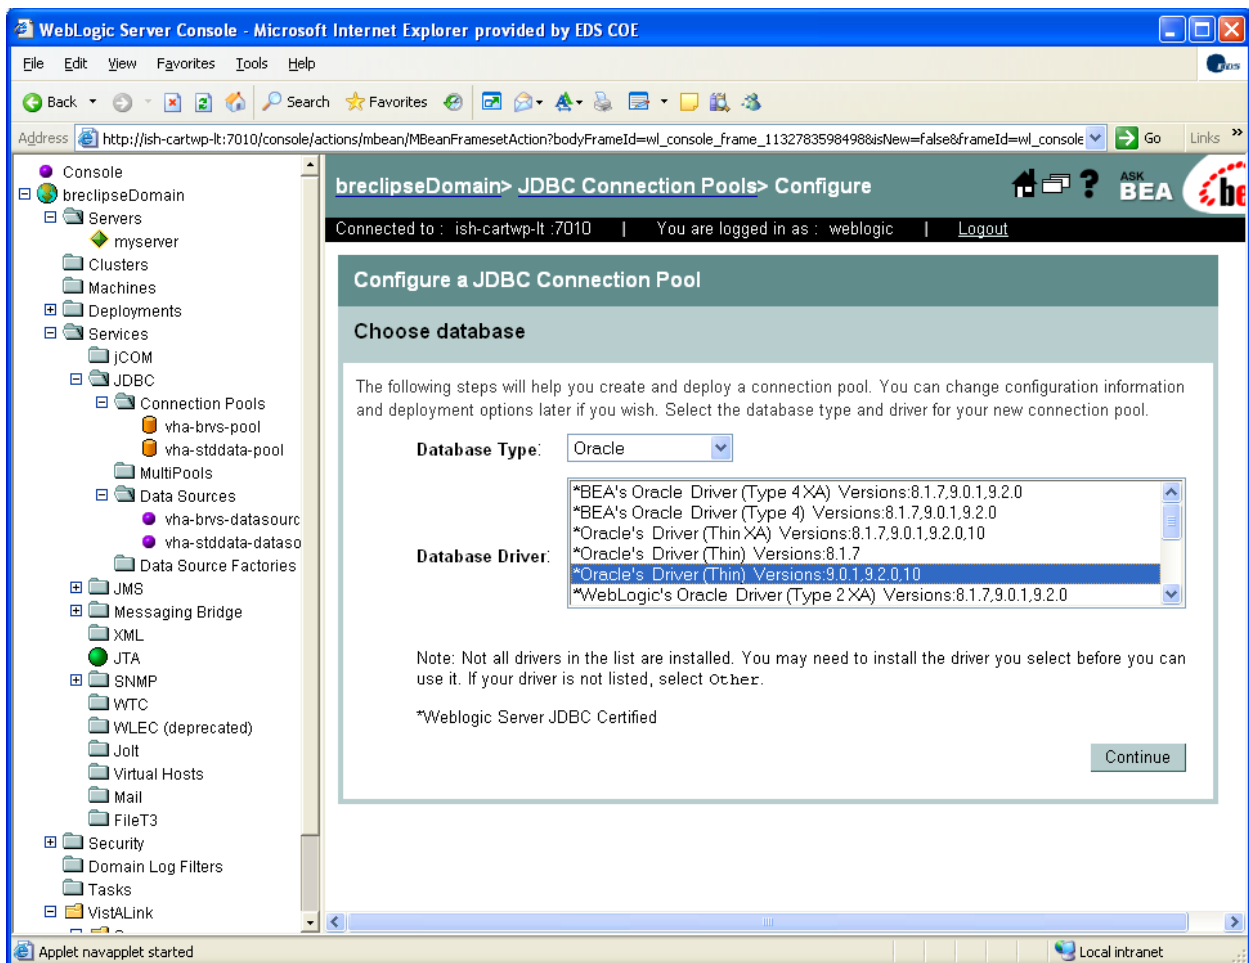 WebLogic Server Console - Microsoft Internet Explorer provided by EDS COE
File Edit View Favorites Tools Help
EDS
Back Search Favorites
Address http://ish-cartwp-lt:7010/console/actions/mbean/MBeanFramesetAction?bodyFrameId=wl_console_frame_1132783598498&isNew=false&frameId=wl_console Go Links »
Console
breclipseDomain
Servers
myserver
Clusters
Machines
Deployments
Services
jCOM
JDBC
Connection Pools
vha-brvs-pool
vha-stddata-pool
MultiPools
Data Sources
vha-brvs-datasourc
vha-stddata-dataso
Data Source Factories
JMS
Messaging Bridge
XML
JTA
SNMP
WTC
WLEC (deprecated)
Jolt
Virtual Hosts
Mail
FileT3
Security
Domain Log Filters
Tasks
VistALink
breclipseDomain> JDBC Connection Pools> Configure
? ASK BEA be
Connected to : ish-cartwp-lt :7010 | You are logged in as : weblogic | Logout
Configure a JDBC Connection Pool
Choose database
The following steps will help you create and deploy a connection pool. You can change configuration information
and deployment options later if you wish. Select the database type and driver for your new connection pool.
Database Type: Oracle
Database Driver:
*BEA's Oracle Driver (Type 4 XA) Versions:8.1.7,9.0.1,9.2.0
*BEA's Oracle Driver (Type 4) Versions:8.1.7,9.0.1,9.2.0
*Oracle's Driver (Thin XA) Versions:8.1.7,9.0.1,9.2.0,10
*Oracle's Driver (Thin) Versions:8.1.7
*Oracle's Driver (Thin) Versions:9.0.1,9.2.0,10
*WebLogic's Oracle Driver (Type 2 XA) Versions:8.1.7,9.0.1,9.2.0
Note: Not all drivers in the list are installed. You may need to install the driver you select before you can
use it. If your driver is not listed, select Other.
*Weblogic Server JDBC Certified
Continue
Applet navapplet started
Local intranet